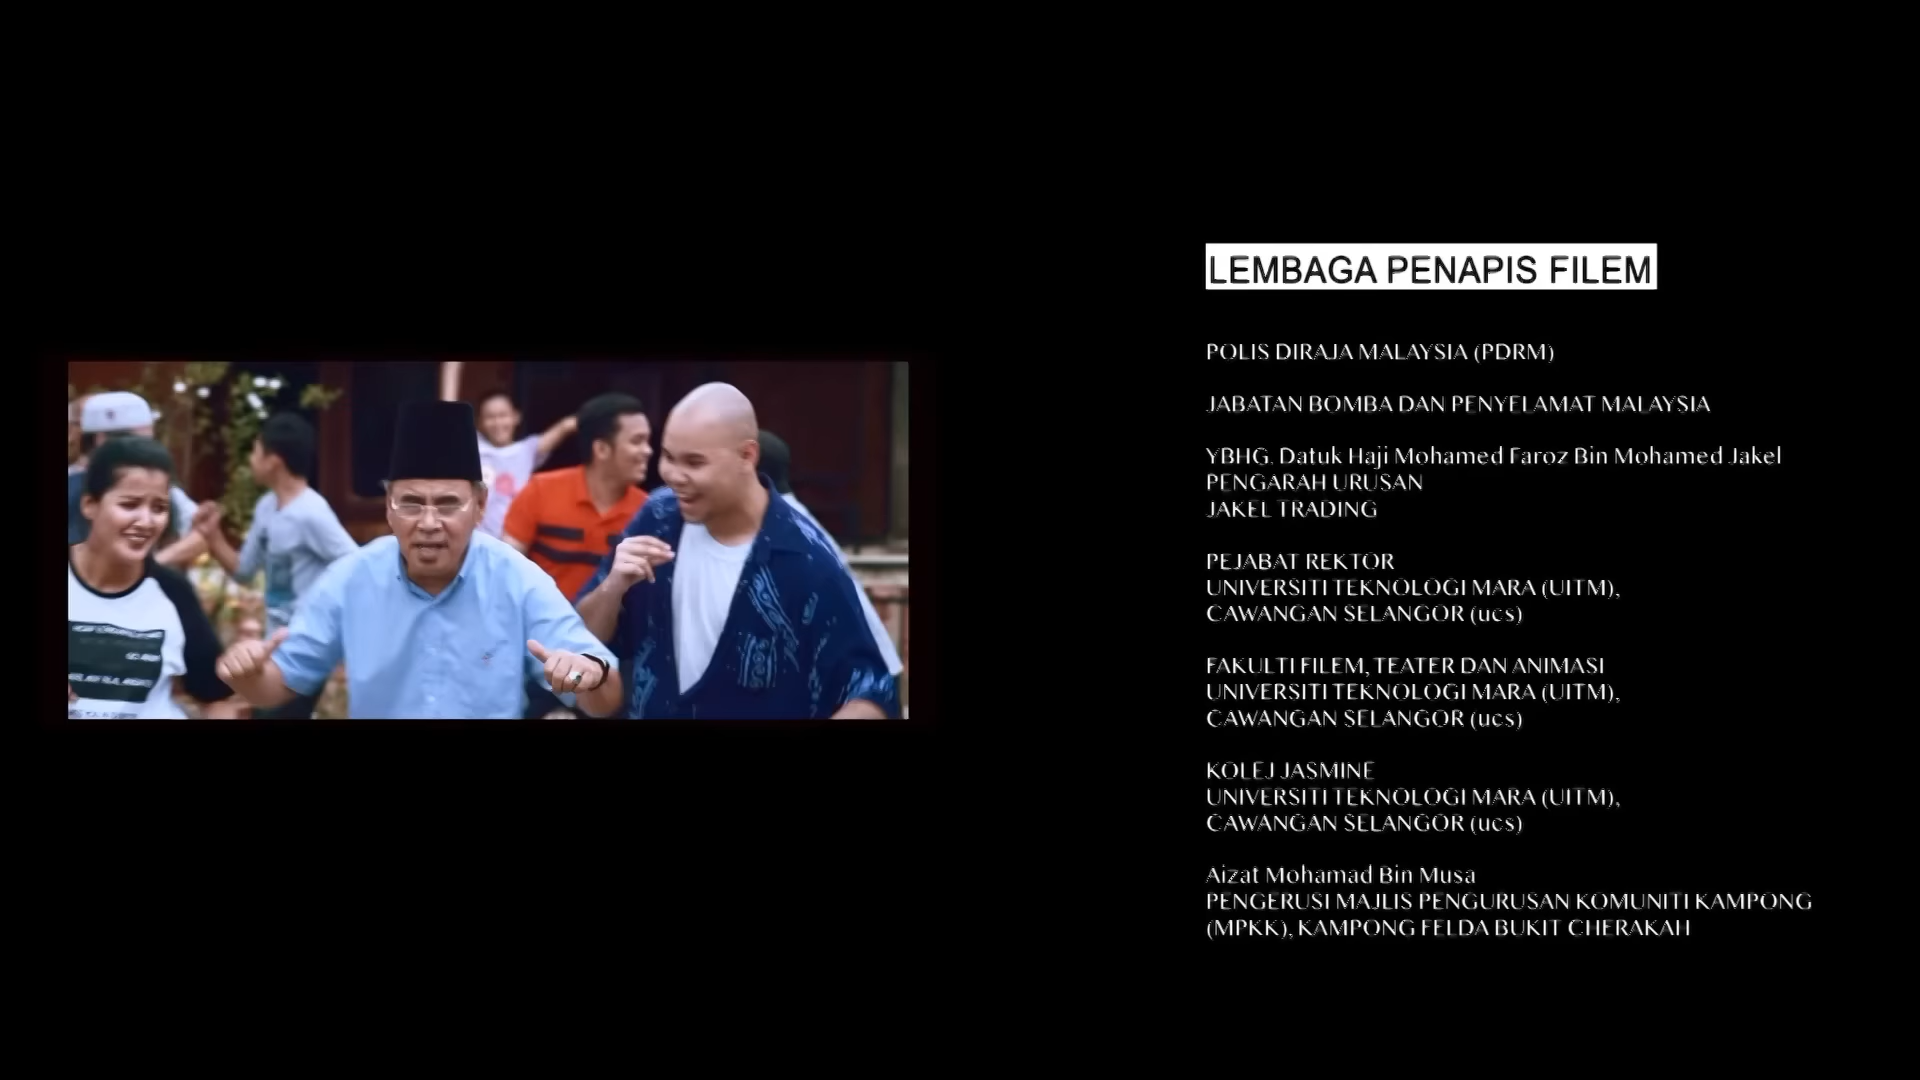 LEMBAGA PENAPIS FILEM
POLIS DIRAJA MALAYSIA (PDRM)
JABATAN BOMBA DAN PENYELAMAT MALAYSIA
YBHG. Datuk Haji Mohamed Faroz Bin Mohamed Jakel
PENGARAH URUSAN
JAKEL TRADING
PEJABAT REKTOR
UNIVERSITI TEKNOLOGI MARA (UITM),
CAWANGAN SELANGOR (ucs)
FAKULTI FILEM, TEATER DAN ANIMASI
UNIVERSITI TEKNOLOGI MARA (UITM),
CAWANGAN SELANGOR (ucs)
KOLEJ JASMINE
UNIVERSITI TEKNOLOGI MARA (UITM),
CAWANGAN SELANGOR (ucs)
Aizat Mohamad Bin Musa
PENGERUSI MAJLIS PENGURUSAN KOMUNITI KAMPONG
(MPKK), KAMPONG FELDA BUKIT CHERAKAH